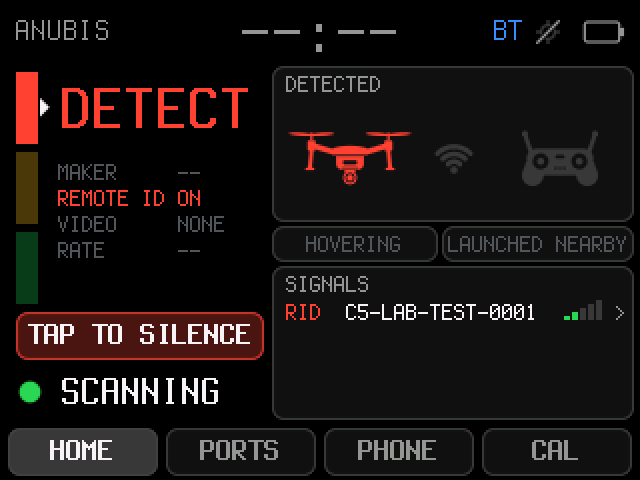 ANUBIS
--:--
BT
DETECT
MAKER --
REMOTE ID ON
VIDEO NONE
RATE --
TAP TO SILENCE
SCANNING
DETECTED
HOVERING
LAUNCHED NEARBY
SIGNALS
RID C5-LAB-TEST-0001 >
HOME
PORTS
PHONE
CAL